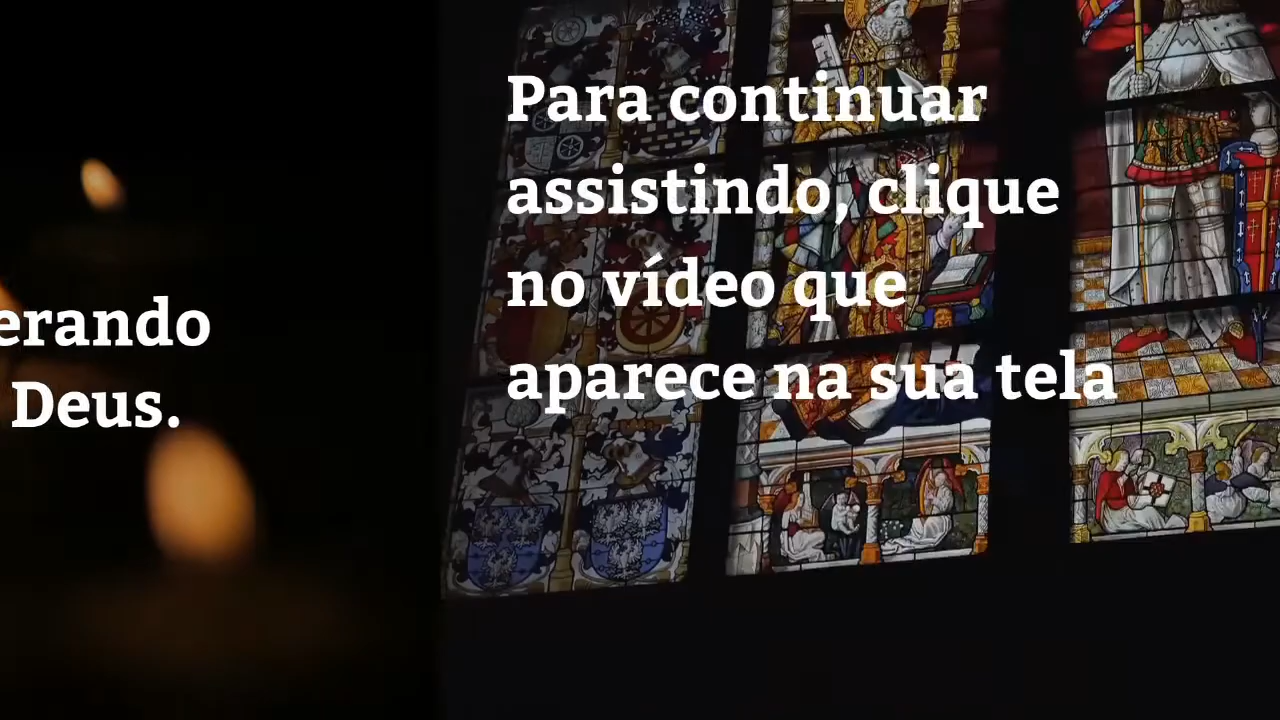 erando
Deus.
Para continuar
assistindo, clique
no vídeo que
aparece na sua tela